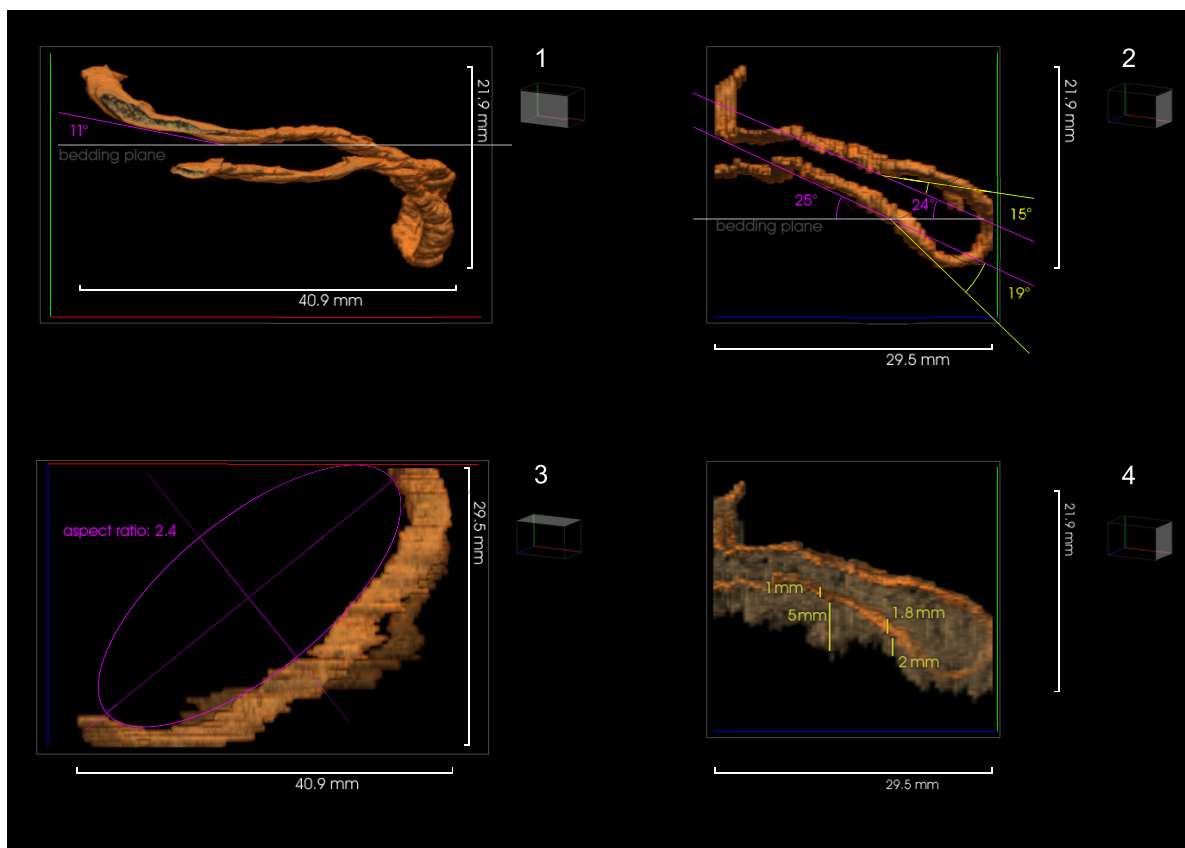 1
21.9 mm
11°
bedding plane
40.9 mm
2
21.9 mm
25°
24°
15°
bedding plane
19°
29.5 mm
3
aspect ratio: 2.4
29.5 mm
40.9 mm
4
21.9 mm
1mm
5mm
1.8mm
2 mm
29.5 mm